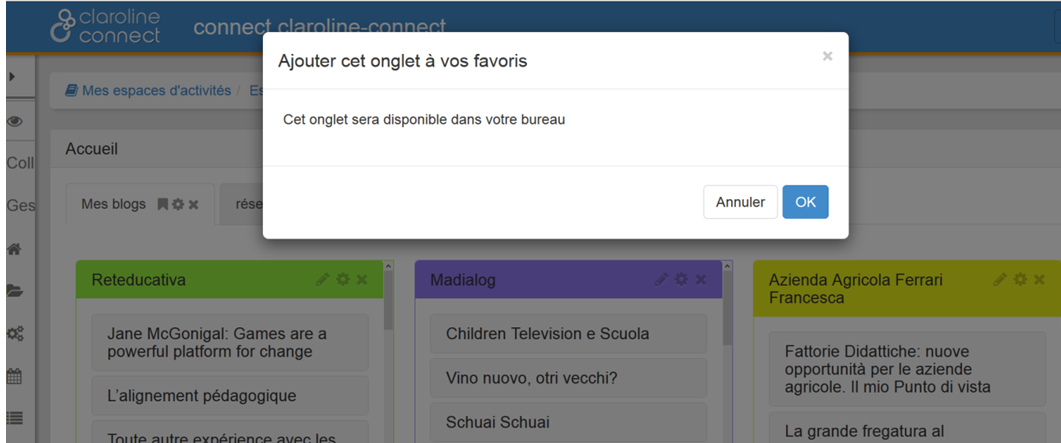 claroline
connect
connect claroline-connect
Ajouter cet onglet à vos favoris
×
Mes espaces d'activités / Es
Cet onglet sera disponible dans votre bureau
Coll
Accueil
Ges
Mes blogs
rése
Annuler
OK
Reteducativa
Madialog
Azienda Agricola Ferrari
Francesca
Jane McGonigal: Games are a
powerful platform for change
L'alignement pédagogique
Toute autre expérience avec les
Children Television e Scuola
Vino nuovo, otri vecchi?
Schuai Schuai
Fattorie Didattiche: nuove
opportunità per le aziende
agricole. Il mio Punto di vista
La grande fregatura al